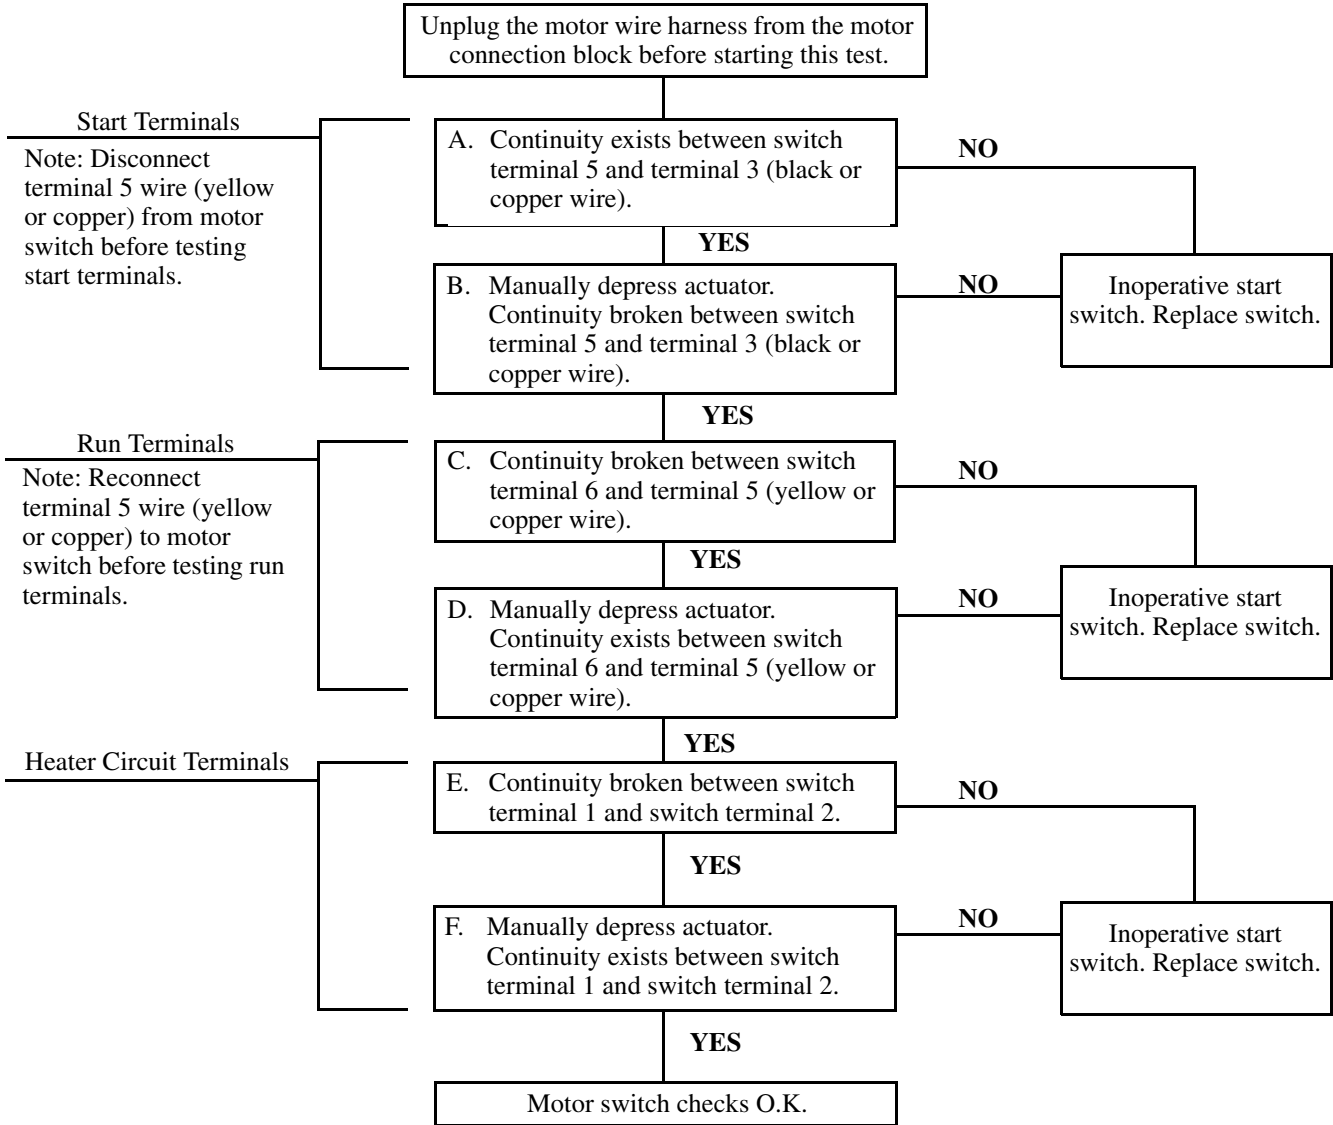 Unplug the motor wire harness from the motor
connection block before starting this test.
Start Terminals
Note: Disconnect
terminal 5 wire (yellow
or copper) from motor
switch before testing
start terminals.
A. Continuity exists between switch
terminal 5 and terminal 3 (black or
copper wire).
NO
YES
B. Manually depress actuator.
Continuity broken between switch
terminal 5 and terminal 3 (black or
copper wire).
NO
Inoperative start
switch. Replace switch.
YES
Run Terminals
Note: Reconnect
terminal 5 wire (yellow
or copper) to motor
switch before testing run
terminals.
C. Continuity broken between switch
terminal 6 and terminal 5 (yellow or
copper wire).
NO
YES
D. Manually depress actuator.
Continuity exists between switch
terminal 6 and terminal 5 (yellow or
copper wire).
NO
Inoperative start
switch. Replace switch.
YES
Heater Circuit Terminals
E. Continuity broken between switch
terminal 1 and switch terminal 2.
NO
YES
F. Manually depress actuator.
Continuity exists between switch
terminal 1 and switch terminal 2.
NO
Inoperative start
switch. Replace switch.
YES
Motor switch checks O.K.